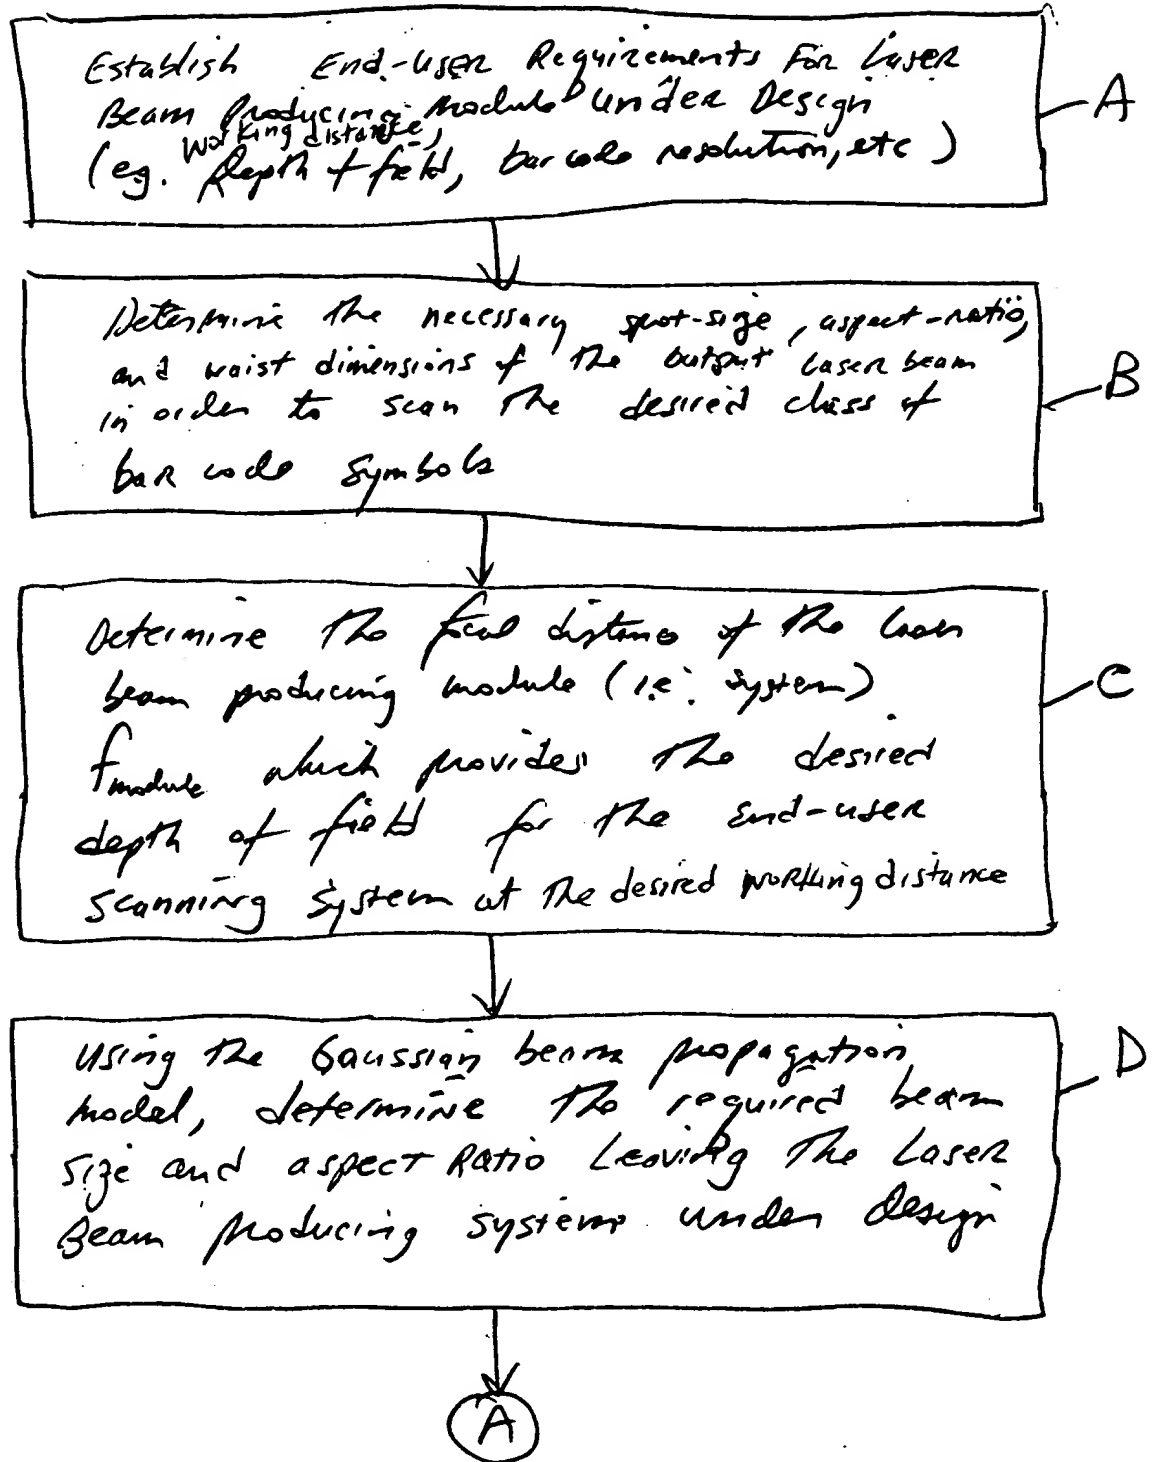 Establish End-User Requirements For Laser
Beam Producing Module Under Design
Working distance,
(eg. Depth of field, bar code resolution, etc)
A
Determine the necessary spot-size, aspect-ratio,
and waist dimensions of the output laser beam
in order to scan the desired class of
bar code symbols
B
Determine the focal distance of the laser
beam producing module (i.e. system)
fmodule which provides the desired
depth of field for the end-user
scanning system at the desired working distance
C
Using the Gaussian beam propagation
model, determine the required beam
size and aspect Ratio Leaving The Laser
Beam producing system under design
D
A